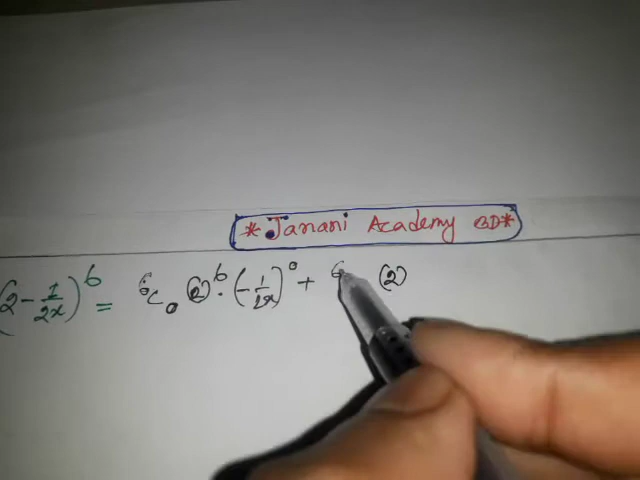 *Janani Academy BD*
(2 - 1/2x)^6 = ⁶C₀ (2)^6 · (-1/2x)^0 + 6 (2)